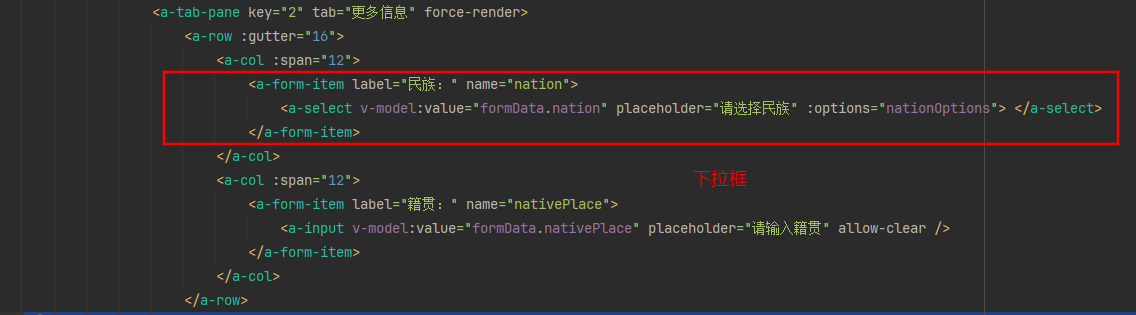 <a-tab-pane key="2" tab="更多信息" force-render>
<a-row :gutter="16">
<a-col :span="12">
<a-form-item label="民族：" name="nation">
<a-select v-model:value="formData.nation" placeholder="请选择民族" :options="nationOptions"> </a-select>
</a-form-item>
</a-col>
<a-col :span="12">
下拉框
<a-form-item label="籍贯：" name="nativePlace">
<a-input v-model:value="formData.nativePlace" placeholder="请输入籍贯" allow-clear />
</a-form-item>
</a-col>
</a-row>